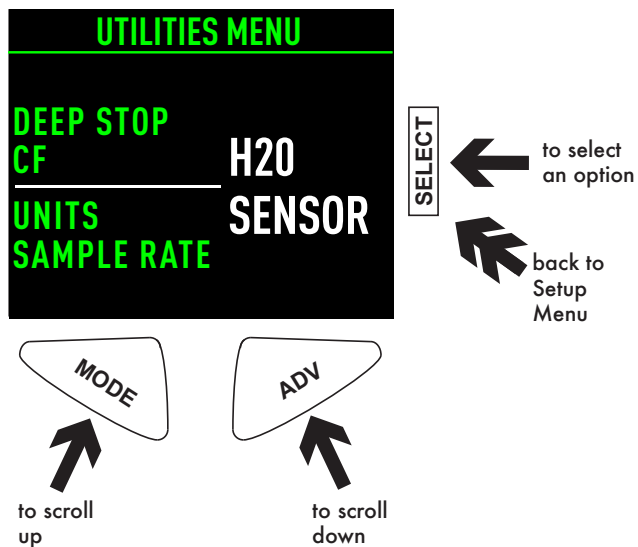 UTILITIES MENU
DEEP STOP
CF
H20
SENSOR
UNITS
SAMPLE RATE
SELECT
to select
an option
back to
Setup
Menu
MODE
ADV
to scroll
up
to scroll
down